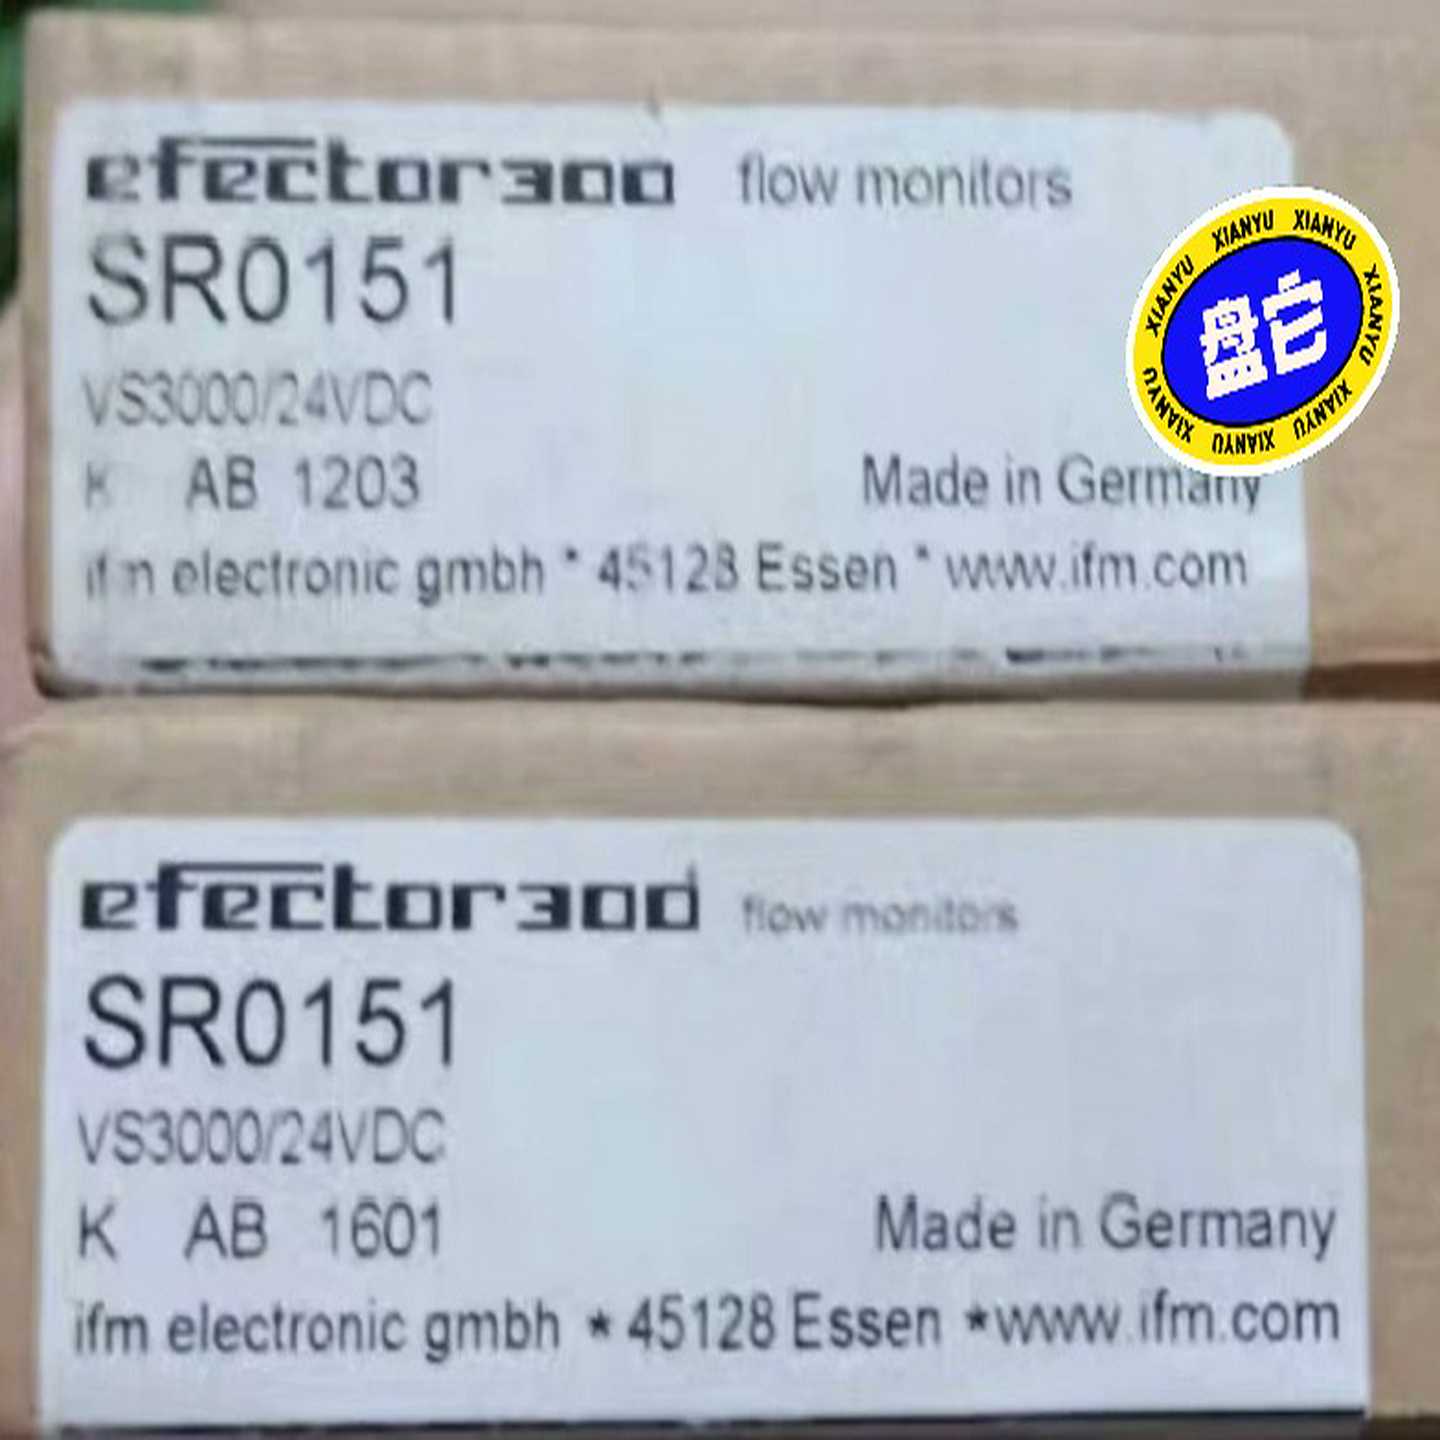 efector300 flow monitors
SR0151
VS3000/24VDC
K AB 1203
Made in Germany
ifm electronic gmbh * 45128 Essen * www.ifm.com
XIANYU XIANYU XIANYU XIANYU XIANYU XIANYU XIANYU XIANYU
盘它
efector300 flow monitors
SR0151
VS3000/24VDC
K AB 1601
Made in Germany
ifm electronic gmbh * 45128 Essen *www.ifm.com